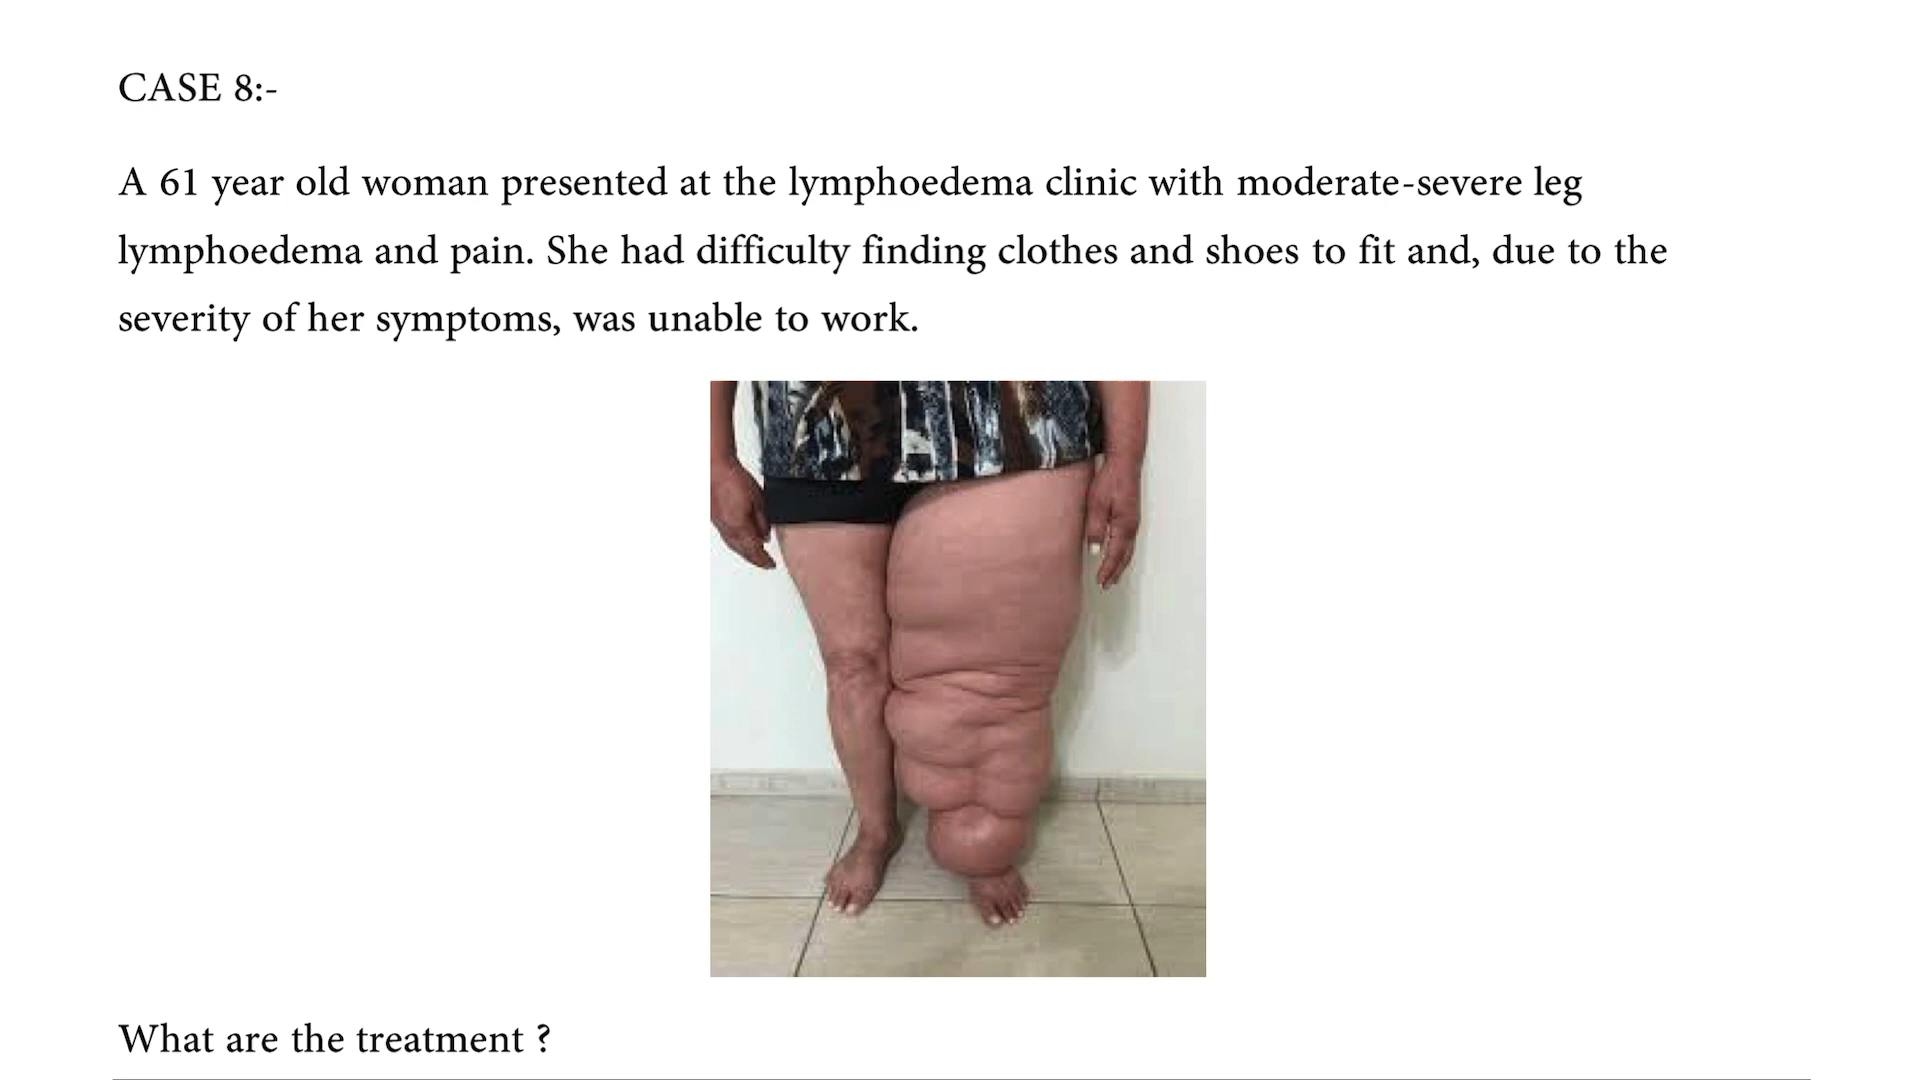 CASE 8:-
A 61 year old woman presented at the lymphoedema clinic with moderate-severe leg
lymphoedema and pain. She had difficulty finding clothes and shoes to fit and, due to the
severity of her symptoms, was unable to work.
What are the treatment ?